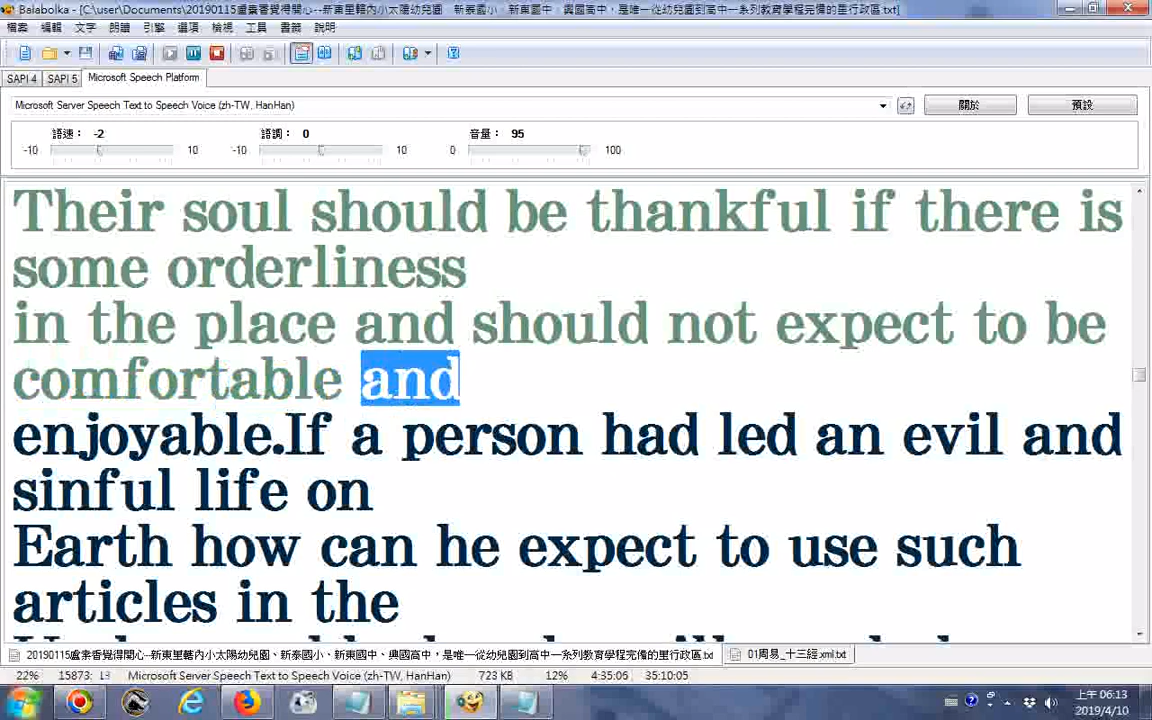 Balabolka - [C:\user\Documents\20190115盧素香覺得開心--新東里轄內小太陽幼兒園、新泰國小、新東國中、興國高中，是唯一從幼兒園到高中一系列教育學程完備的里行政區.txt]
檔案 編輯 文字 朗讀 引擎 選項 檢視 工具 書籤 說明
SAPI 4 SAPI 5 Microsoft Speech Platform
Microsoft Server Speech Text to Speech Voice (zh-TW, HanHan) 關於 預設
語速： -2 語調： 0 音量： 95
-10 10 -10 10 0 100
Their soul should be thankful if there is
some orderliness
in the place and should not expect to be
comfortable and
enjoyable.If a person had led an evil and
sinful life on
Earth how can he expect to use such
articles in the
20190115盧素香覺得開心--新東里轄內小太陽幼兒園、新泰國小、新東國中、興國高中，是唯一從幼兒園到高中一系列教育學程完備的里行政區.txt 01周易_十三經.xml.txt
22% 15873: 13 Microsoft Server Speech Text to Speech Voice (zh-TW, HanHan) 723 KB 12% 4:35:06 35:10:05
上午 06:13
2019/4/10